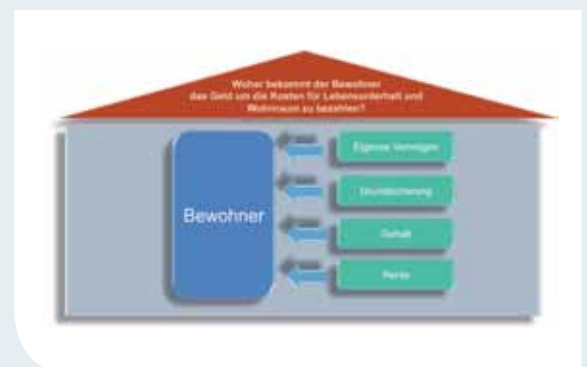 Woher bekommt der Bewohner
das Geld um die Kosten für Lebensunterhalt und
Wohnraum zu bezahlen?
Bewohner
Eigenes Vermögen
Grundsicherung
Gehalt
Rente